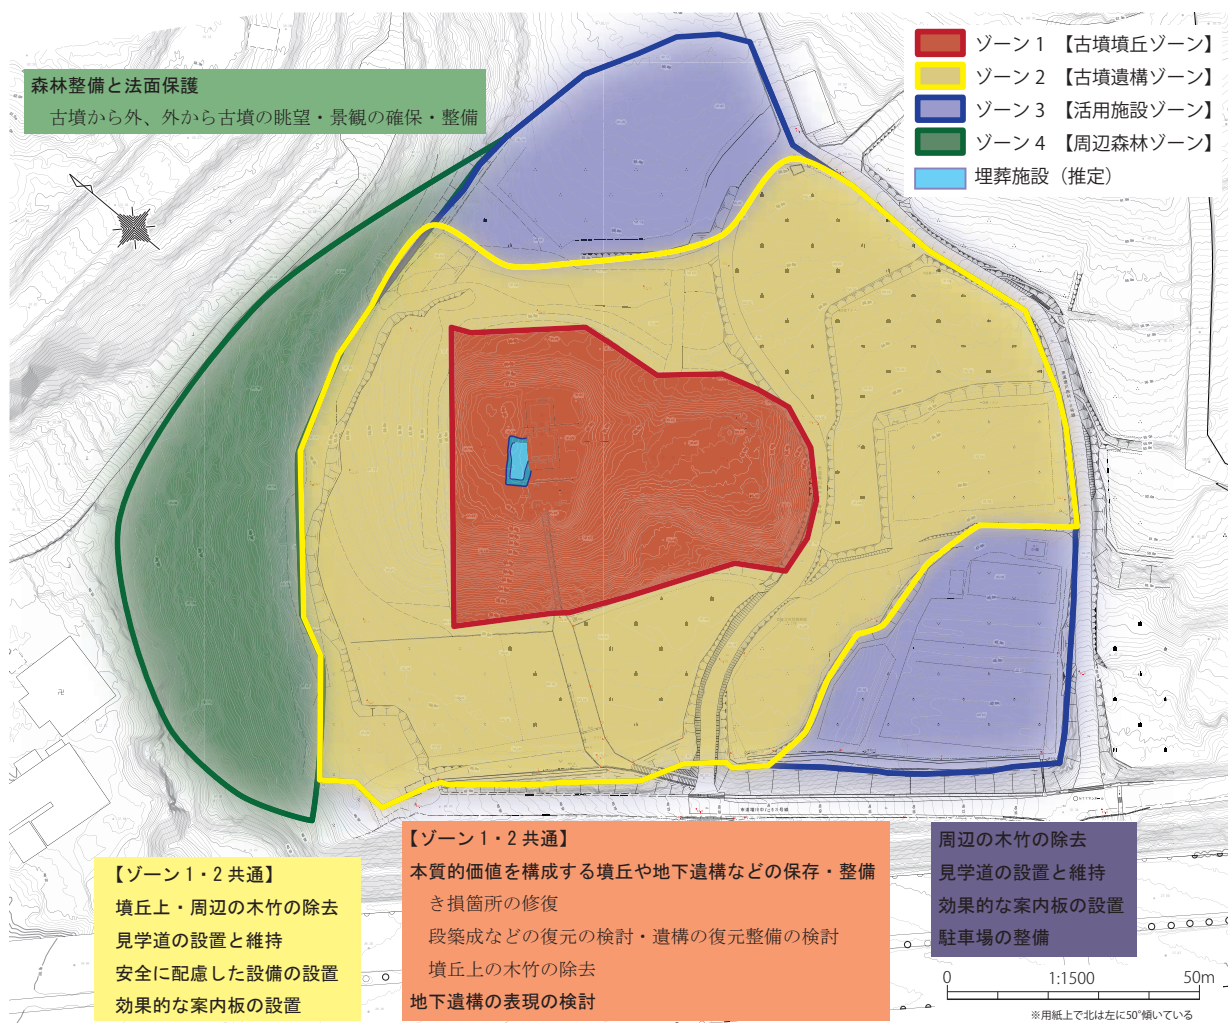 森林整備と法面保護
古墳から外、外から古墳の眺望・景観の確保・整備
ゾーン1 【古墳墳丘ゾーン】
ゾーン2 【古墳遺構ゾーン】
ゾーン3 【活用施設ゾーン】
ゾーン4 【周辺森林ゾーン】
埋葬施設（推定）
【ゾーン1・2共通】
墳丘上・周辺の木竹の除去
見学道の設置と維持
安全に配慮した設備の設置
効果的な案内板の設置
【ゾーン1・2共通】
本質的価値を構成する墳丘や地下遺構などの保存・整備
き損箇所の修復
段築成などの復元の検討・遺構の復元整備の検討
墳丘上の木竹の除去
地下遺構の表現の検討
周辺の木竹の除去
見学道の設置と維持
効果的な案内板の設置
駐車場の整備
0 1:1500 50m
※用紙上で北は左に50°傾いている